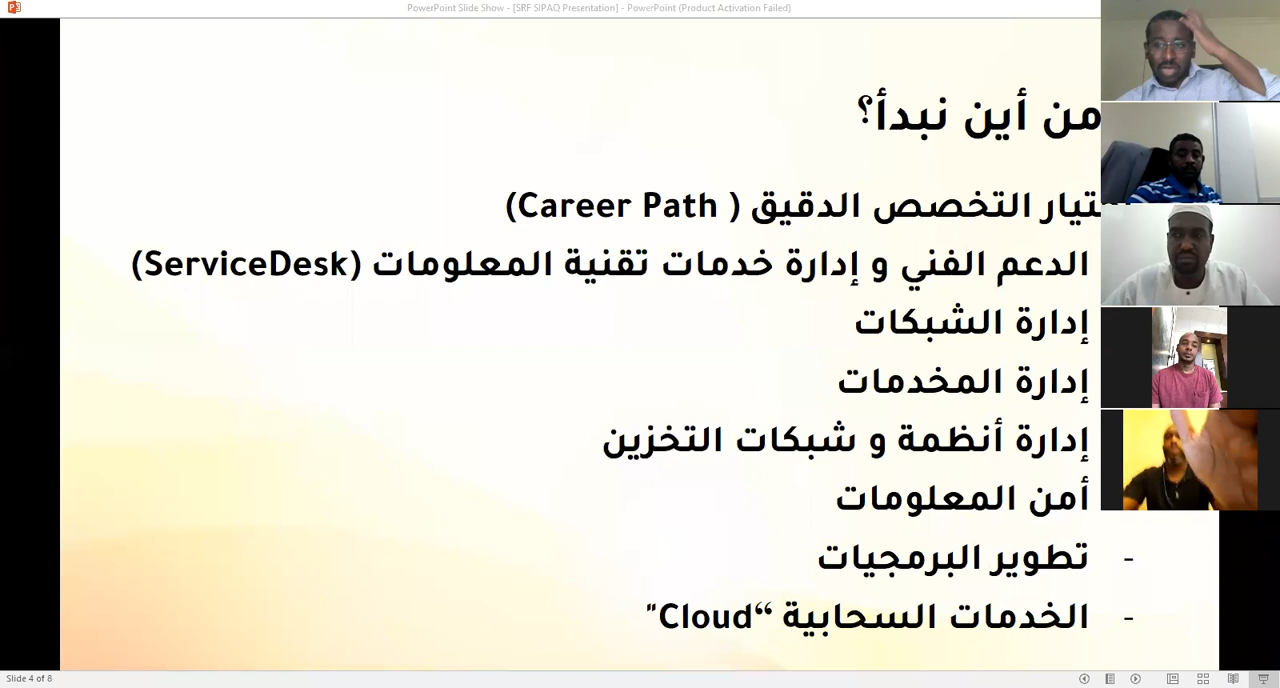 PowerPoint Slide Show - [SRF SIPAQ Presentation] - PowerPoint (Product Activation Failed)
من أين نبدأ؟
التخصص الدقيق ( Career Path)
الدعم الفني و إدارة خدمات تقنية المعلومات (ServiceDesk)
إدارة الشبكات
إدارة المخدمات
إدارة أنظمة و شبكات التخزين
أمن المعلومات
- تطوير البرمجيات
- الخدمات السحابية “Cloud"
Slide 4 of 8